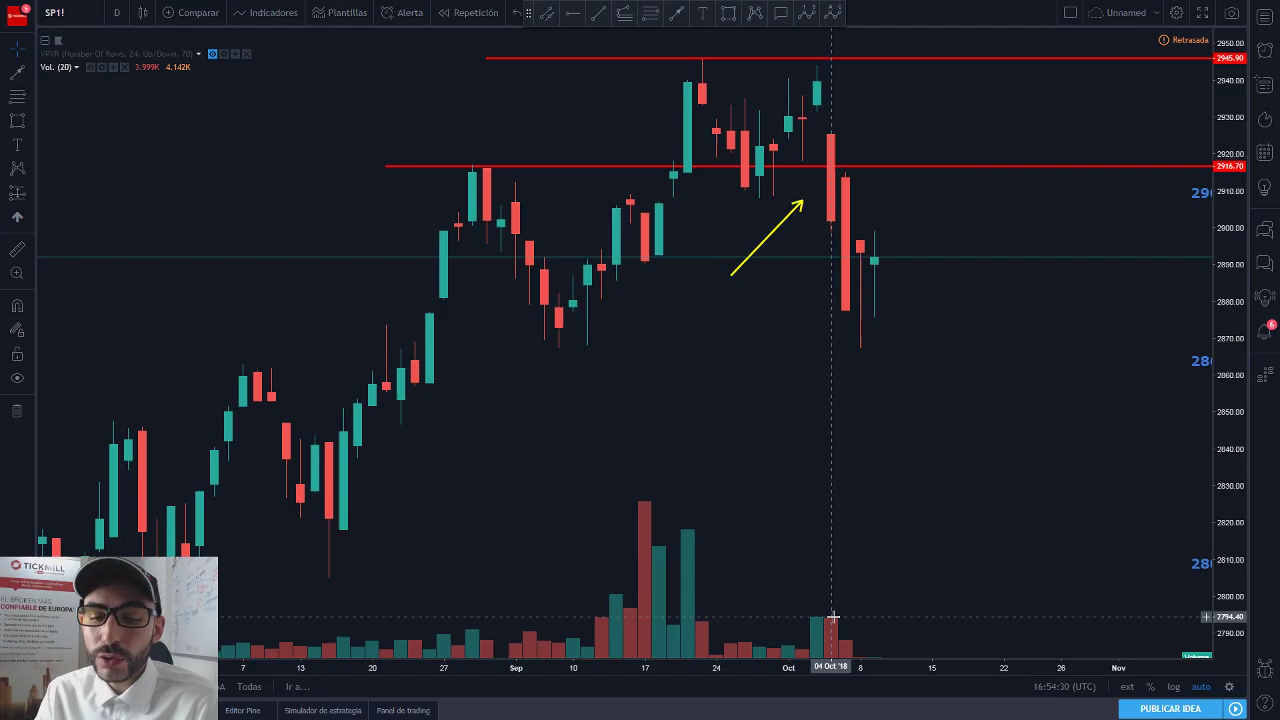 5
SP1!
D
Comparar
Indicadores
Plantillas
Alerta
Repetición
Unnamed
VPVR (Number Of Rows, 24, Up/Down, 70)
Vol. (20)
3.999K
4.142K
Retrasada
2950.00
2945.90
2940.00
2930.00
2920.00
2916.70
2910.00
290
2900.00
2890.00
2880.00
2870.00
286
2860.00
2850.00
2840.00
2830.00
2820.00
2810.00
280
2800.00
2794.40
2790.00
6
TICKMILL
EL BROKER MÁS
CONFIABLE DE EUROPA
7
13
20
27
Sep
10
17
24
Oct
04 Oct '18
8
15
22
26
Nov
Volume
A
Todas
Ir a...
16:54:30 (UTC)
ext
%
log
auto
Editor Pine
Simulador de estrategia
Panel de trading
PUBLICAR IDEA